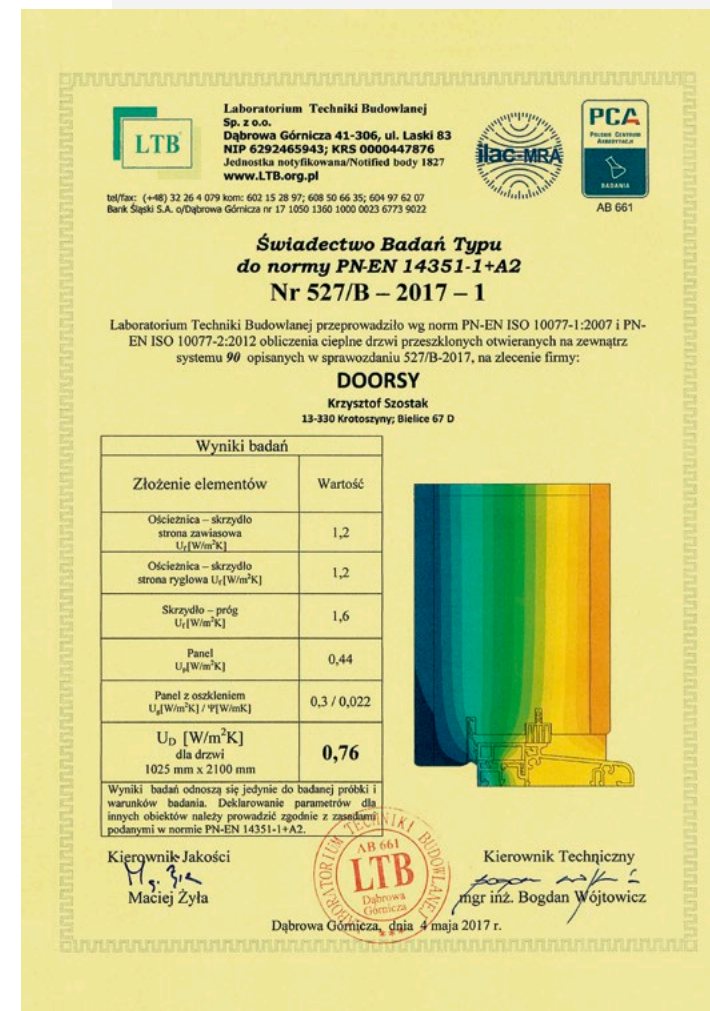 LTB
Laboratorium Techniki Budowlanej
Sp. z o.o.
Dąbrowa Górnicza 41-306, ul. Laski 83
NIP 6292465943; KRS 0000447876
Jednostka notyfikowana/Notified body 1827
www.LTB.org.pl
ilac-MRA
PCA
POLSKIE CENTRUM
AKREDYTACJI
BADANIA
AB 661
tel/fax: (+48) 32 26 4 079 kom: 602 15 28 97; 608 50 66 35; 604 97 62 07
Bank Śląski S.A. o/Dąbrowa Górnicza nr 17 1050 1360 1000 0023 6773 9022
Świadectwo Badań Typu
do normy PN-EN 14351-1+A2
Nr 527/B – 2017 – 1
Laboratorium Techniki Budowlanej przeprowadziło wg norm PN-EN ISO 10077-1:2007 i PN-
EN ISO 10077-2:2012 obliczenia cieplne drzwi przeszklonych otwieranych na zewnątrz
systemu 90 opisanych w sprawozdaniu 527/B-2017, na zlecenie firmy:
DOORSY
Krzysztof Szostak
13-330 Krotoszyny; Bielice 67 D
Wyniki badań
Złożenie elementów Wartość
Ościeżnica – skrzydło
strona zawiasowa
Uf[W/m²K] 1,2
Ościeżnica – skrzydło
strona ryglowa Uf[W/m²K] 1,2
Skrzydło – próg
Uf[W/m²K] 1,6
Panel
Up[W/m²K] 0,44
Panel z oszkleniem
Ug[W/m²K] / Ψ[W/mK] 0,3 / 0,022
UD [W/m²K]
dla drzwi
1025 mm x 2100 mm 0,76
Wyniki badań odnoszą się jedynie do badanej próbki i
warunków badania. Deklarowanie parametrów dla
innych obiektów należy prowadzić zgodnie z zasadami
podanymi w normie PN-EN 14351-1+A2.
Kierownik Jakości
Maciej Żyła
LABORATORIUM TECHNIKI BUDOWLANEJ
AB 661
LTB
Dąbrowa
Górnicza
Kierownik Techniczny
mgr inż. Bogdan Wójtowicz
Dąbrowa Górnicza, dnia 4 maja 2017 r.